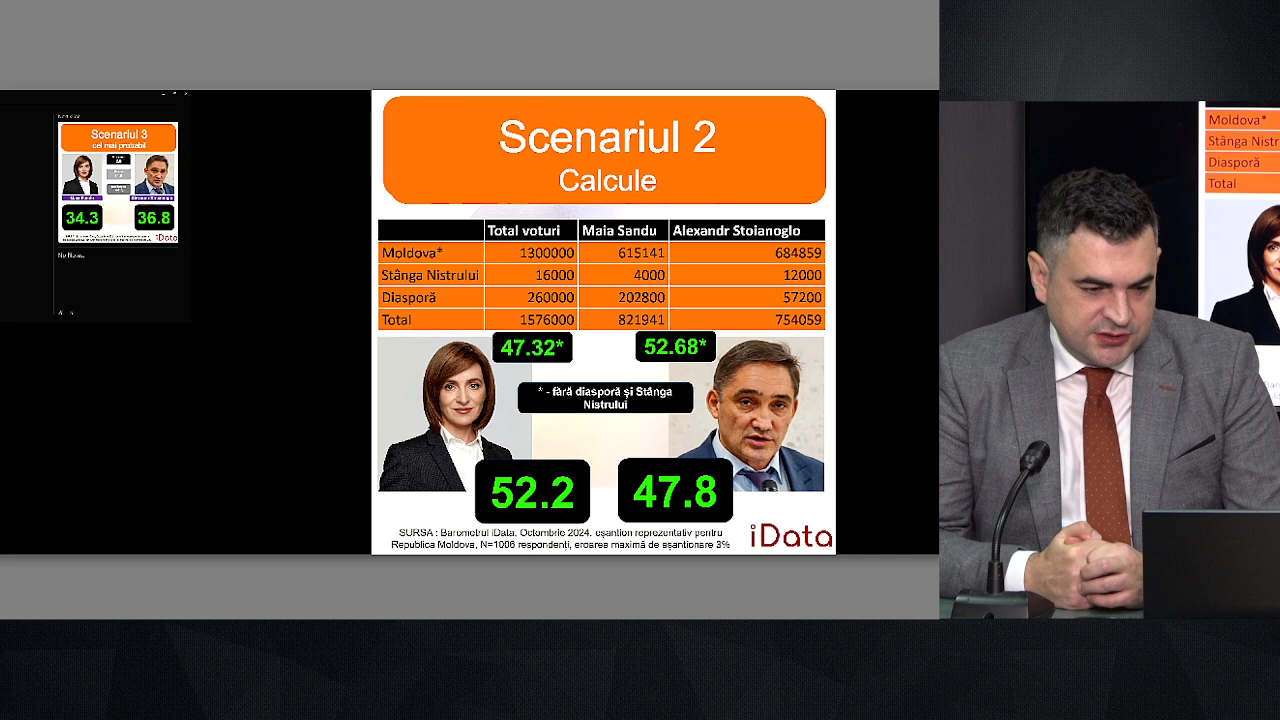 Scenariul 3
cel mai probabil
34.3 36.8
iData
Scenariul 2
Calcule
Total voturi Maia Sandu Alexandr Stoianoglo
Moldova* 1300000 615141 684859
Stânga Nistrului 16000 4000 12000
Diasporă 260000 202800 57200
Total 1576000 821941 754059
47.32* 52.68*
* - fără diasporă și Stânga
Nistrului
52.2 47.8
SURSA : Barometrul iData, Octombrie 2024, eșantion reprezentativ pentru
Republica Moldova, N=1006 respondenți, eroarea maximă de eșantionare 3%
iData
Moldova*
Stânga Nistr
Diasporă
Total